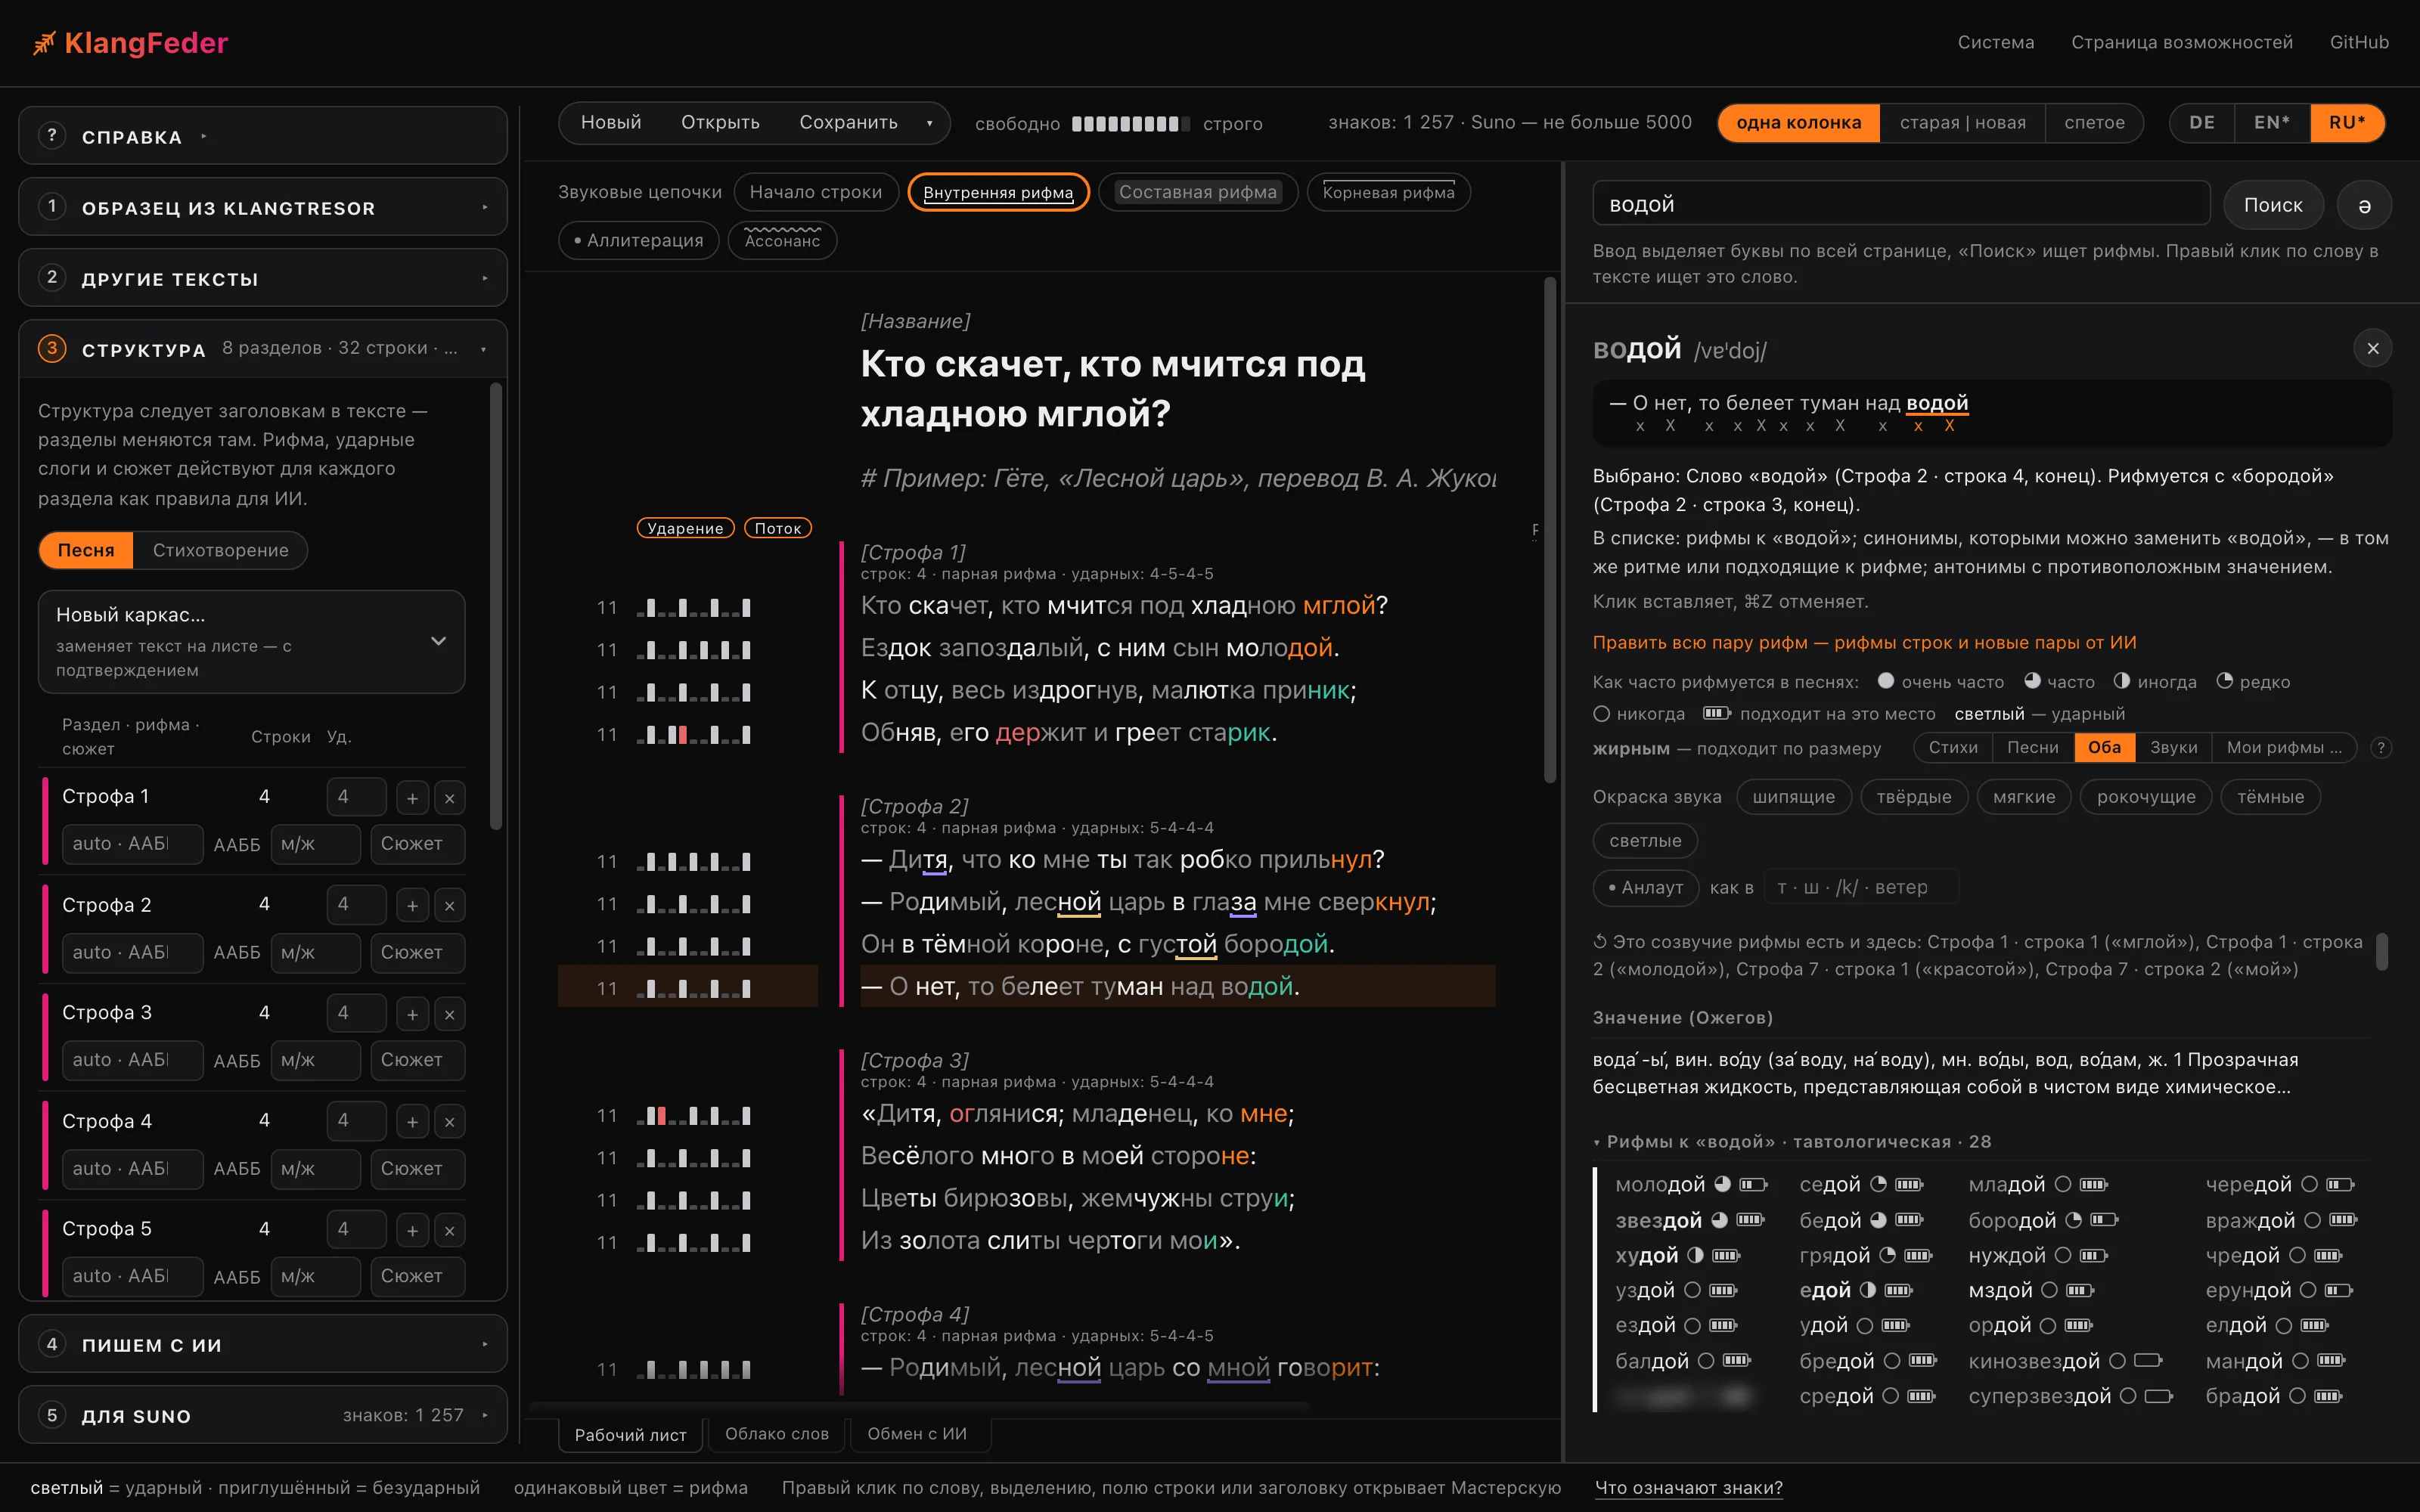 KlangFeder
Система
Страница возможностей
GitHub
? СПРАВКА
1 ОБРАЗЕЦ ИЗ KLANGTRESOR
2 ДРУГИЕ ТЕКСТЫ
3 СТРУКТУРА 8 разделов · 32 строки · ...
Структура следует заголовкам в тексте —
разделы меняются там. Рифма, ударные
слоги и сюжет действуют для каждого
раздела как правила для ИИ.
Песня Стихотворение
Новый каркас…
заменяет текст на листе — с
подтверждением
Раздел · рифма ·
сюжет
Строки Уд.
Строфа 1 4 4 + ×
auto · ААБ ААББ м/ж Сюжет
Строфа 2 4 4 + ×
auto · ААБ ААББ м/ж Сюжет
Строфа 3 4 4 + ×
auto · ААБ ААББ м/ж Сюжет
Строфа 4 4 4 + ×
auto · ААБ ААББ м/ж Сюжет
Строфа 5 4 4 + ×
auto · ААБ ААББ м/ж Сюжет
4 ПИШЕМ С ИИ
5 ДЛЯ SUNO знаков: 1 257
Новый Открыть Сохранить
свободно строго
знаков: 1 257 · Suno — не больше 5000
одна колонка старая | новая спетое
DE EN* RU*
Звуковые цепочки Начало строки Внутренняя рифма Составная рифма Корневая рифма
• Аллитерация Ассонанс
[Название]
Кто скачет, кто мчится под
хладною мглой?
# Пример: Гёте, «Лесной царь», перевод В. А. Жуко
Ударение Поток
[Строфа 1]
строк: 4 · парная рифма · ударных: 4-5-4-5
11 Кто скачет, кто мчится под хладною мглой?
11 Ездок запоздалый, с ним сын молодой.
11 К отцу, весь издрогнув, малютка приник;
11 Обняв, его держит и греет старик.
[Строфа 2]
строк: 4 · парная рифма · ударных: 5-4-4-4
11 — Дитя, что ко мне ты так робко прильнул?
11 — Родимый, лесной царь в глаза мне сверкнул;
11 Он в тёмной короне, с густой бородой.
11 — О нет, то белеет туман над водой.
[Строфа 3]
строк: 4 · парная рифма · ударных: 5-4-4-4
11 «Дитя, оглянися; младенец, ко мне;
11 Весёлого много в моей стороне:
11 Цветы бирюзовы, жемчужны струи;
11 Из золота слиты чертоги мои».
[Строфа 4]
строк: 4 · парная рифма · ударных: 5-4-4-5
11 — Родимый, лесной царь со мной говорит:
Рабочий лист Облако слов Обмен с ИИ
водой Поиск ə
Ввод выделяет буквы по всей странице, «Поиск» ищет рифмы. Правый клик по слову в
тексте ищет это слово.
водой /vɐˈdoj/ ×
— О нет, то белеет туман над водой
x X x x X x x X x x X
Выбрано: Слово «водой» (Строфа 2 · строка 4, конец). Рифмуется с «бородой»
(Строфа 2 · строка 3, конец).
В списке: рифмы к «водой»; синонимы, которыми можно заменить «водой», — в том
же ритме или подходящие к рифме; антонимы с противоположным значением.
Клик вставляет, ⌘Z отменяет.
Править всю пару рифм — рифмы строк и новые пары от ИИ
Как часто рифмуется в песнях: очень часто часто иногда редко
никогда подходит на это место светлый — ударный
жирным — подходит по размеру Стихи Песни Оба Звуки Мои рифмы ... ?
Окраска звука шипящие твёрдые мягкие рокочущие тёмные
светлые
• Анлаут как в т · ш · /k/ · ветер
↺ Это созвучие рифмы есть и здесь: Строфа 1 · строка 1 («мглой»), Строфа 1 · строка
2 («молодой»), Строфа 7 · строка 1 («красотой»), Строфа 7 · строка 2 («мой»)
Значение (Ожегов)
вода́ -ы́, вин. во́ду (за́ воду, на́ воду), мн. во́ды, вод, во́дам, ж. 1 Прозрачная
бесцветная жидкость, представляющая собой в чистом виде химическое…
Рифмы к «водой» · тавтологическая · 28
молодой седой младой чередой
звездой бедой бородой враждой
худой грядой нуждой чредой
уздой едой мздой ерундой
ездой удой ордой елдой
балдой бредой кинозвездой мандой
средой суперзвездой брадой
светлый = ударный · приглушённый = безударный
одинаковый цвет = рифма
Правый клик по слову, выделению, полю строки или заголовку открывает Мастерскую
Что означают знаки?